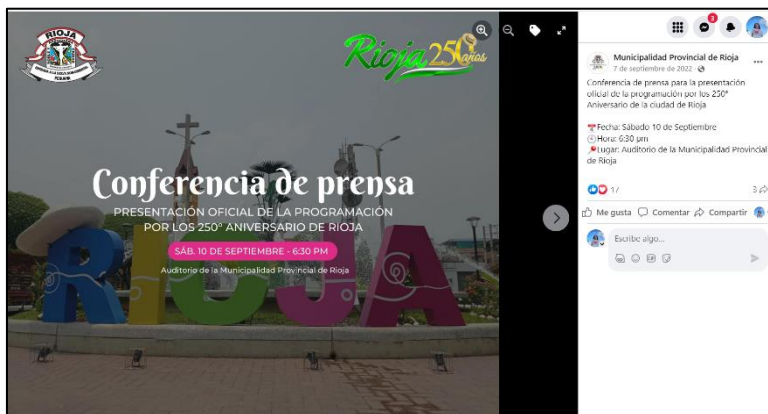 RIOJA
Rioja 250 años
Conferencia de prensa
PRESENTACIÓN OFICIAL DE LA PROGRAMACIÓN
POR LOS 250° ANIVERSARIO DE RIOJA
SÁB. 10 DE SEPTIEMBRE - 6:30 PM
Auditorio de la Municipalidad Provincial de Rioja
RIOJA
Municipalidad Provincial de Rioja
7 de septiembre de 2022
Conferencia de prensa para la presentación
oficial de la programación por los 250°
Aniversario de la ciudad de Rioja
Fecha: Sábado 10 de Septiembre
Hora: 6:30 pm
Lugar: Auditorio de la Municipalidad Provincial
de Rioja
17
3
Me gusta Comentar Compartir
Escribe algo...